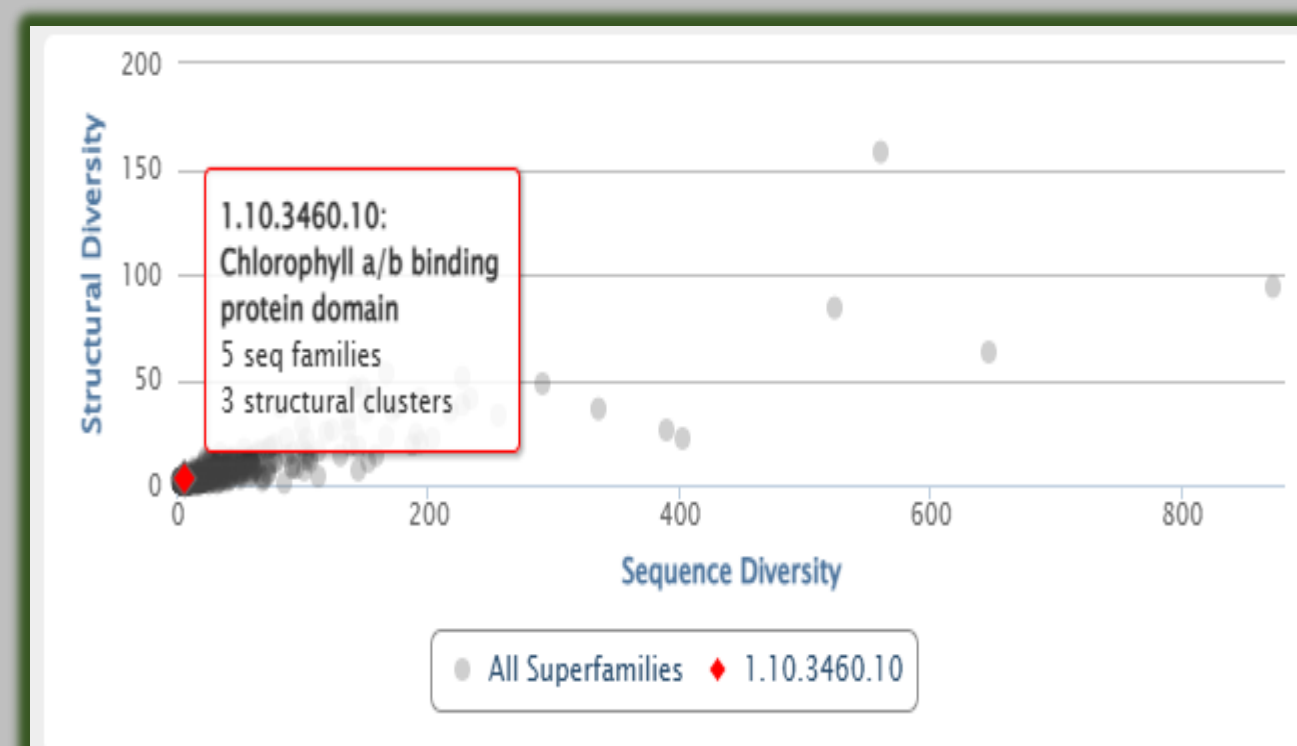 200
150
100
50
0
Structural Diversity
1.10.3460.10:
Chlorophyll a/b binding
protein domain
5 seq families
3 structural clusters
0 200 400 600 800
Sequence Diversity
All Superfamilies 1.10.3460.10